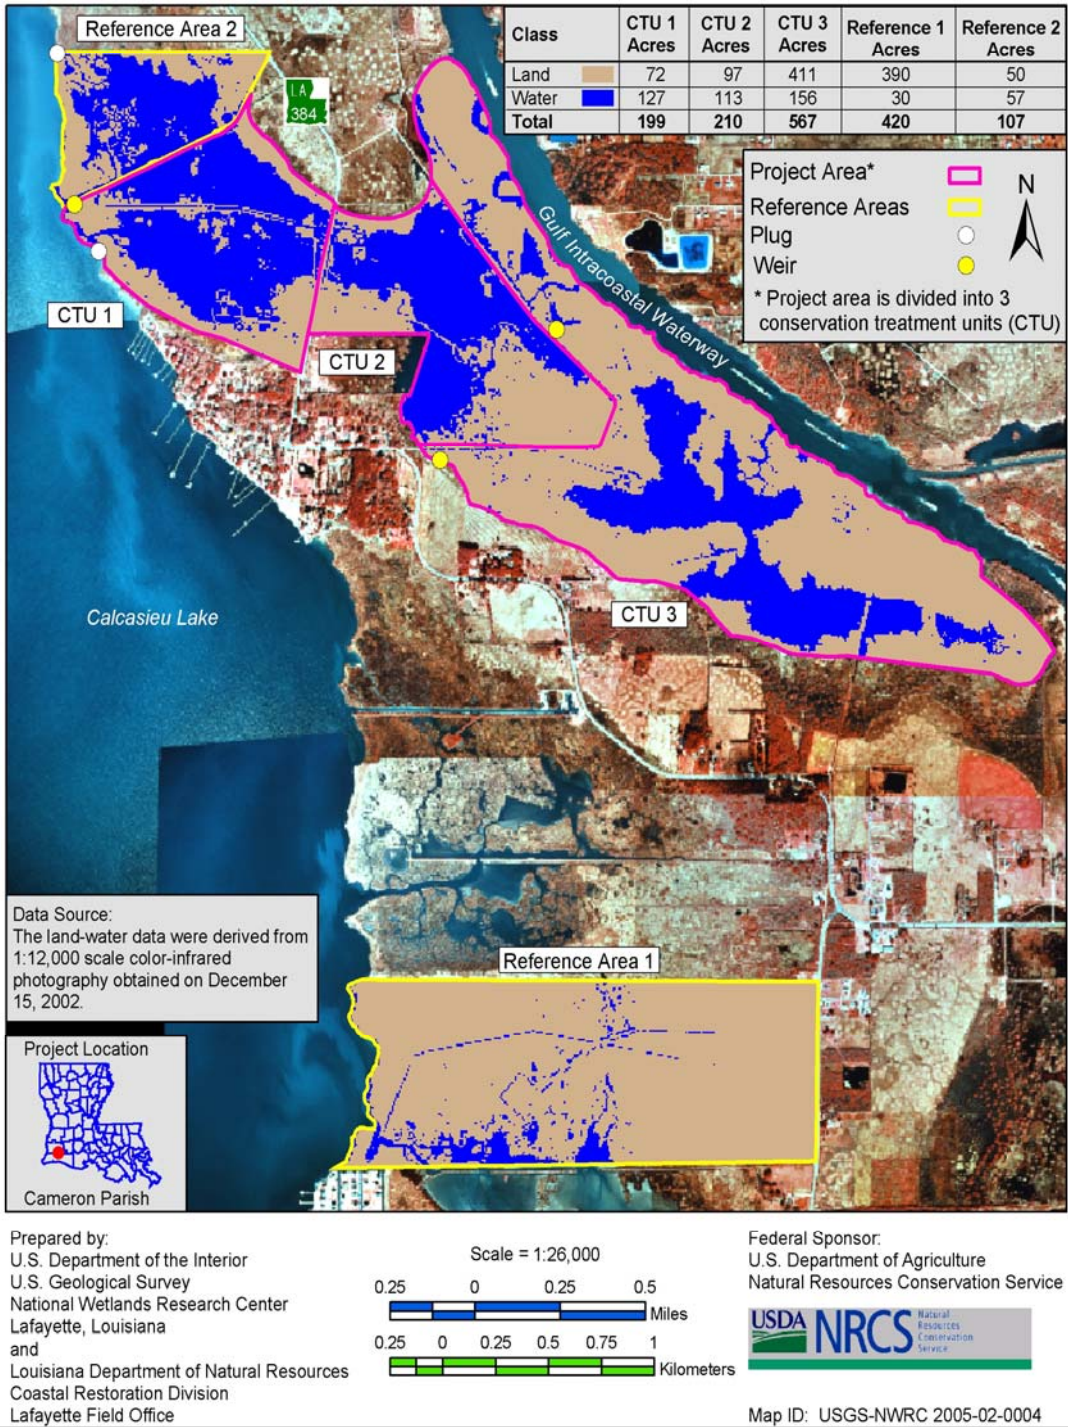 Reference Area 2
Class CTU 1 Acres CTU 2 Acres CTU 3 Acres Reference 1 Acres Reference 2 Acres
Land 72 97 411 390 50
Water 127 113 156 30 57
Total 199 210 567 420 107
LA
384
Project Area*
Reference Areas
Plug
Weir
N
* Project area is divided into 3
conservation treatment units (CTU)
Gulf Intracoastal Waterway
CTU 1
CTU 2
CTU 3
Calcasieu Lake
Data Source:
The land-water data were derived from
1:12,000 scale color-infrared
photography obtained on December
15, 2002.
Reference Area 1
Project Location
Cameron Parish
Prepared by:
U.S. Department of the Interior
U.S. Geological Survey
National Wetlands Research Center
Lafayette, Louisiana
and
Louisiana Department of Natural Resources
Coastal Restoration Division
Lafayette Field Office
Scale = 1:26,000
0.25 0 0.25 0.5
Miles
0.25 0 0.25 0.5 0.75 1
Kilometers
Federal Sponsor:
U.S. Department of Agriculture
Natural Resources Conservation Service
USDA NRCS
Natural
Resources
Conservation
Service
Map ID: USGS-NWRC 2005-02-0004